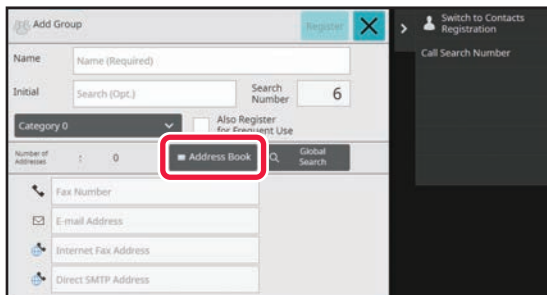 Add Group
Register
Switch to Contacts
Registration
Call Search Number
Name
Name (Required)
Initial
Search (Opt.)
Search
Number
6
Category 0
Also Register
for Frequent Use
Number of
Addresses
:
0
Address Book
Global
Search
Fax Number
E-mail Address
Internet Fax Address
Direct SMTP Address